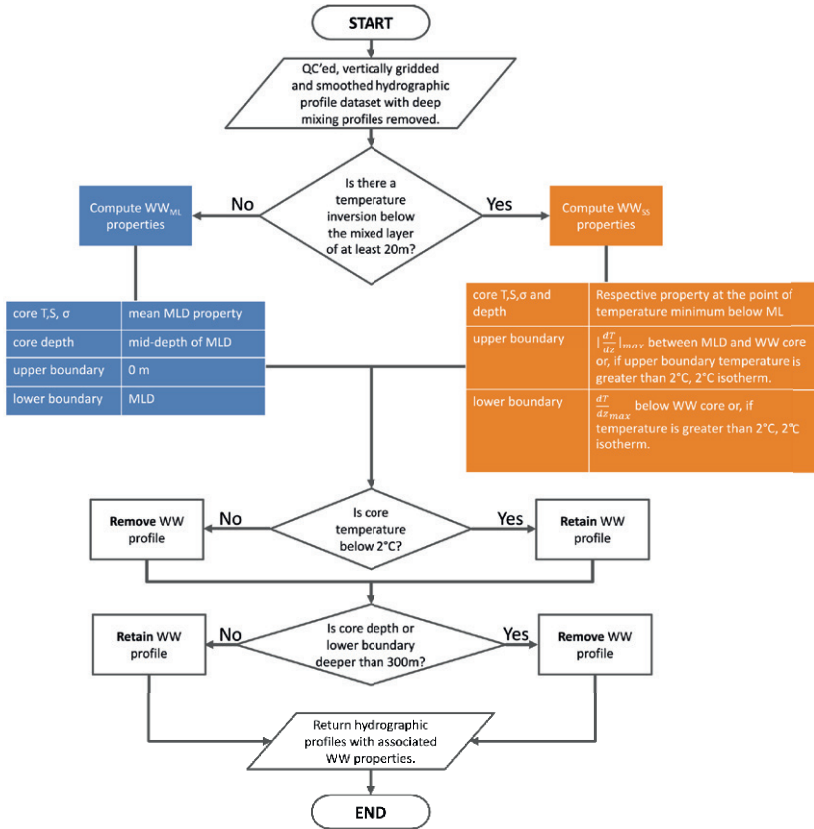 START
QC'ed, vertically gridded
and smoothed hydrographic
profile dataset with deep
mixing profiles removed.
Is there a
temperature
inversion below
the mixed layer
of at least 20m?
No
Yes
Compute WW_ML
properties
Compute WW_SS
properties
core T,S, σ
mean MLD property
core depth
mid-depth of MLD
upper boundary
0 m
lower boundary
MLD
core T,S,σ and
depth
Respective property at the point of
temperature minimum below ML
upper boundary
|dT/dz|_max between MLD and WW core
or, if upper boundary temperature is
greater than 2°C, 2°C isotherm.
lower boundary
dT/dz_max below WW core or, if
temperature is greater than 2°C, 2°C
isotherm.
Is core
temperature
below 2°C?
No
Yes
Remove WW
profile
Retain WW
profile
Is core depth or
lower boundary
deeper than 300m?
No
Yes
Retain WW
profile
Remove WW
profile
Return hydrographic
profiles with associated
WW properties.
END